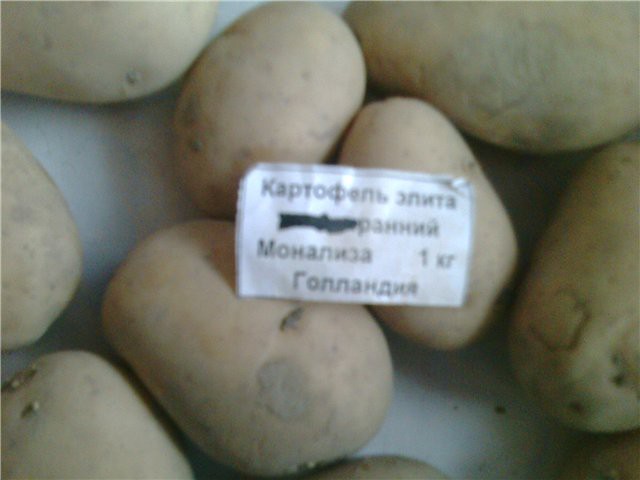 Картофель элита
ранний
Монализа 1 кг
Голландия